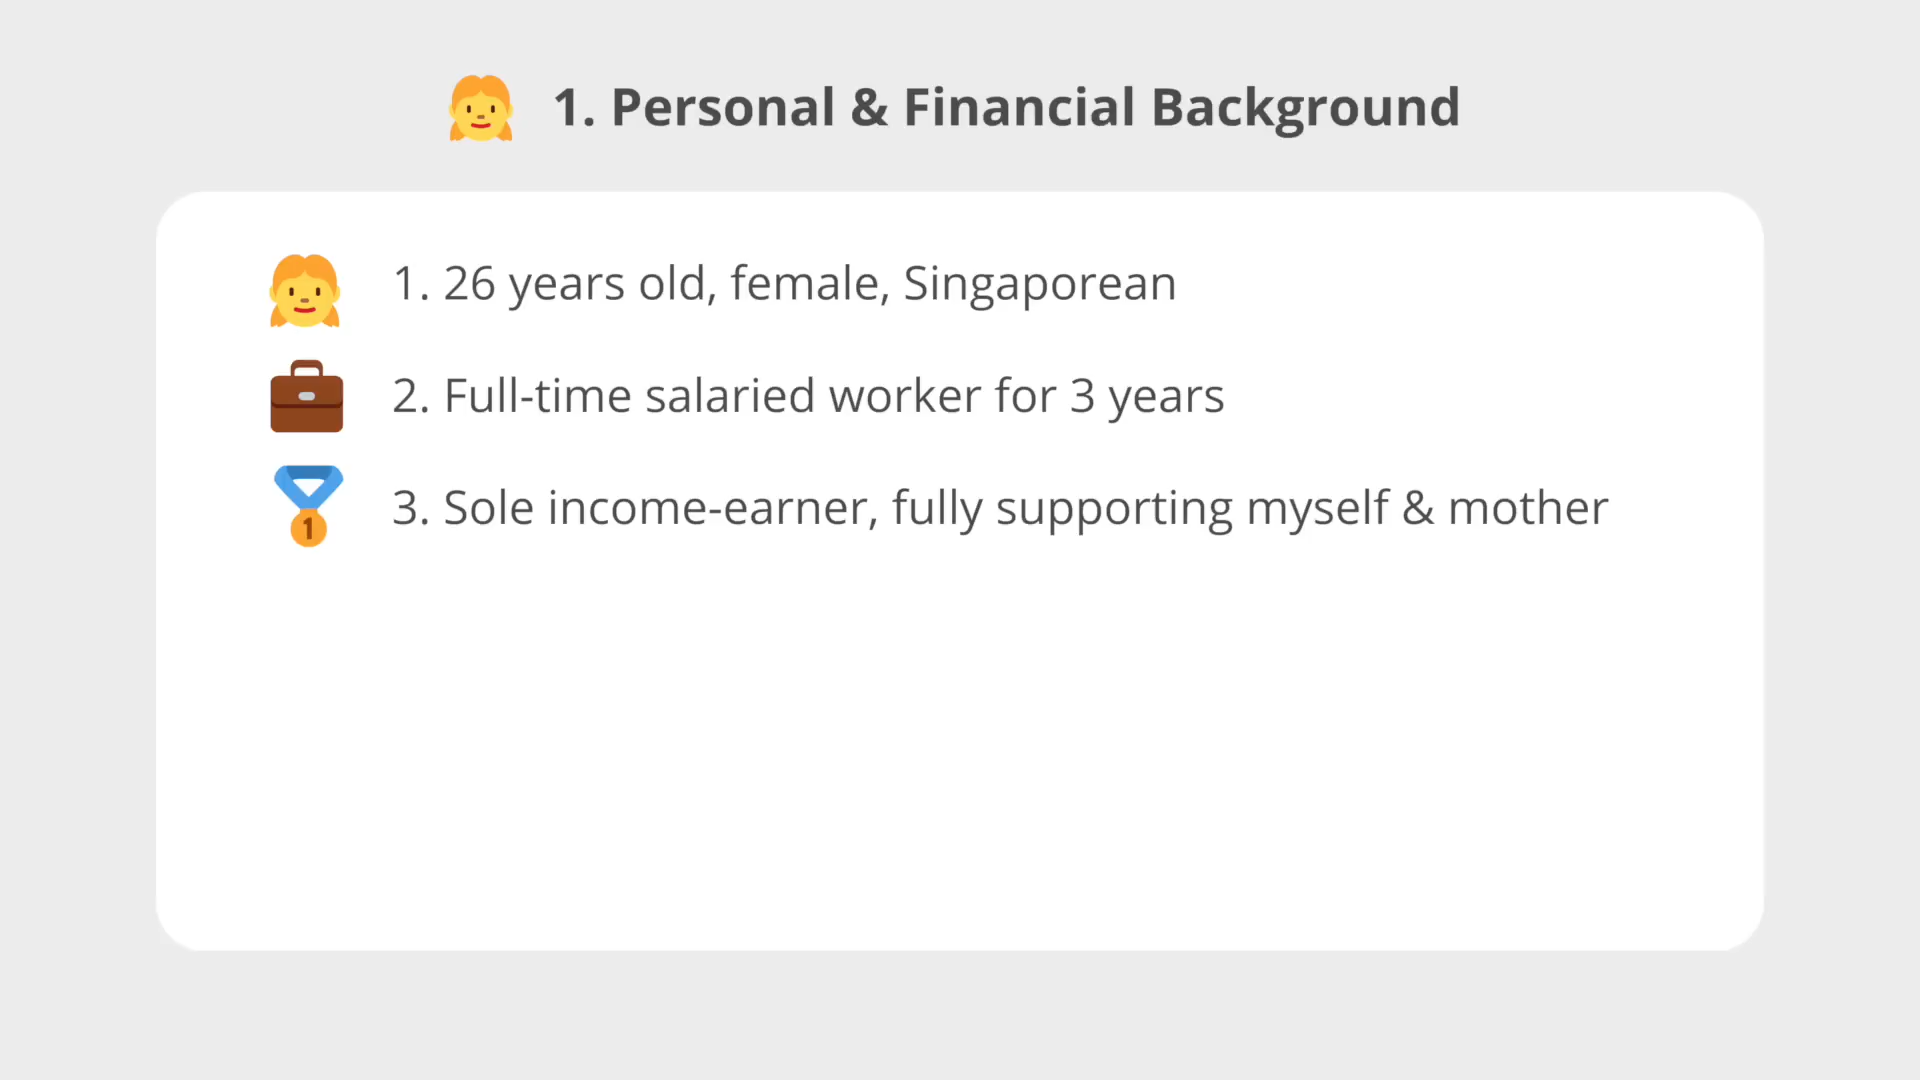 1. Personal & Financial Background
1. 26 years old, female, Singaporean
2. Full-time salaried worker for 3 years
1
3. Sole income-earner, fully supporting myself & mother